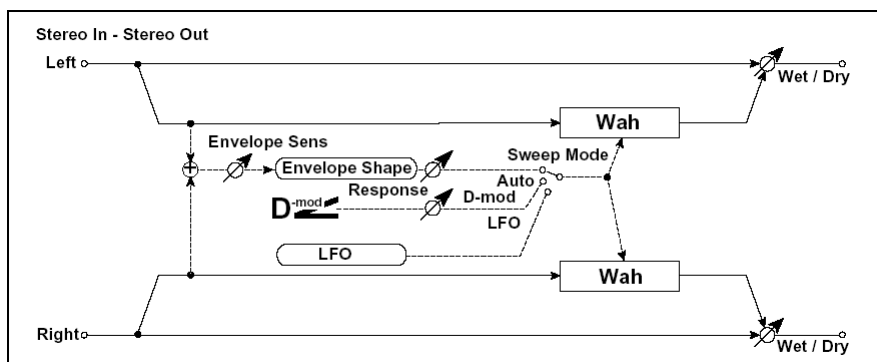 Stereo In - Stereo Out
Left
Wet / Dry
Wah
Envelope Sens
+
Sweep Mode
Envelope Shape
Auto
Response
D-mod
D-mod
LFO
LFO
Wah
Right
Wet / Dry